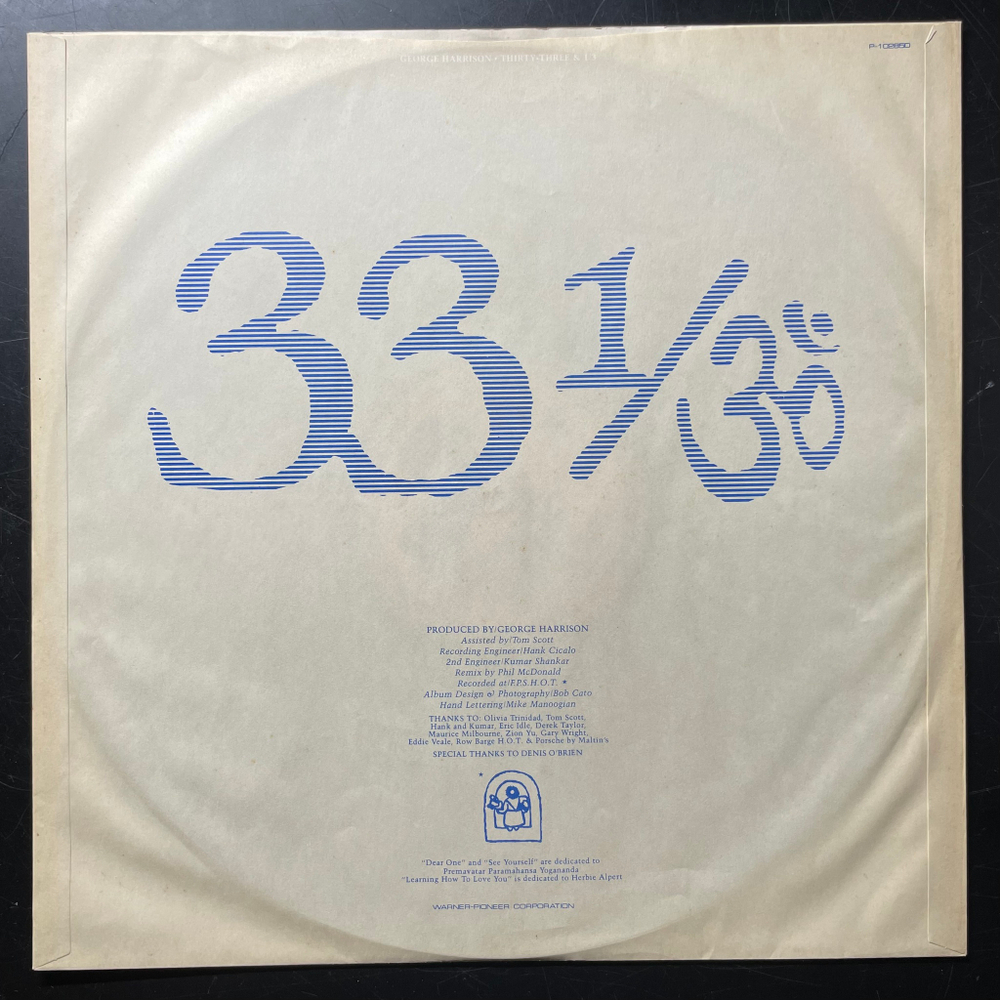 P-10285D
GEORGE HARRISON • THIRTY-THREE & 1/3
33 1/ॐ
PRODUCED BY/GEORGE HARRISON
Assisted by/Tom Scott
Recording Engineer/Hank Cicalo
2nd Engineer/Kumar Shankar
Remix by Phil McDonald
Recorded at/F.P.S.H.O.T. ★
Album Design & Photography/Bob Cato
Hand Lettering/Mike Manoogian
THANKS TO: Olivia Trinidad, Tom Scott,
Hank and Kumar, Eric Idle, Derek Taylor,
Maurice Milbourne, Zion Yu, Gary Wright,
Eddie Veale, Row Barge H.O.T. & Porsche by Maltin's
SPECIAL THANKS TO DENIS O'BRIEN
★
"Dear One" and "See Yourself" are dedicated to
Premavatar Paramahansa Yogananda
"Learning How To Love You" is dedicated to Herbie Alpert
WARNER-PIONEER CORPORATION